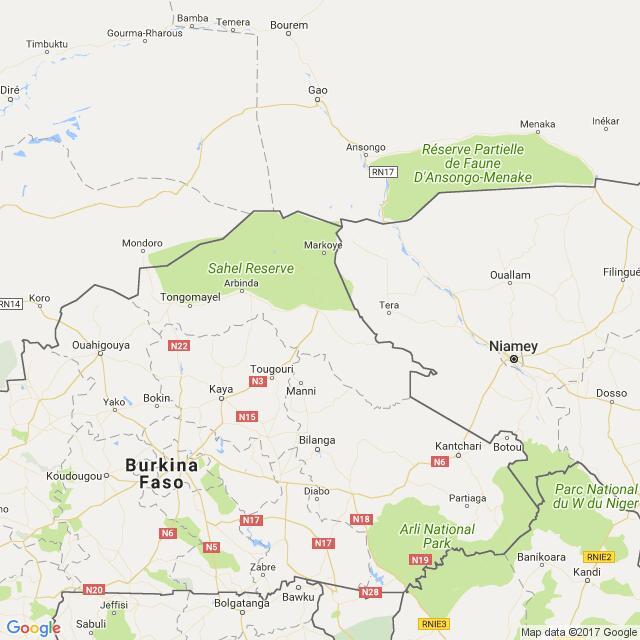 Bamba
Temera
Bourem
Gourma-Rharous
Timbuktu
Diré
Gao
Inékar
Menaka
Ansongo
Réserve Partielle
de Faune
D'Ansongo-Menake
RN17
Mondoro
Markoye
Sahel Reserve
Arbinda
Ouallam
Filingué
Koro
RN14
Tongomayel
Tera
Ouahigouya
N22
Niamey
Tougouri
N3
Kaya
Manni
Dosso
Yako
Bokin
N15
Bilanga
Kantchari
Botou
N6
Burkina
Faso
Koudougou
Diabo
Partiaga
Parc National
du W du Niger
N17
N18
Arli National
Park
N6
N5
N17
N19
Banikoara
RNIE2
Zabre
Kandi
N20
Bawku
N28
Jeffisi
Bolgatanga
Sabuli
RNIE3
Google
Map data ©2017 Google